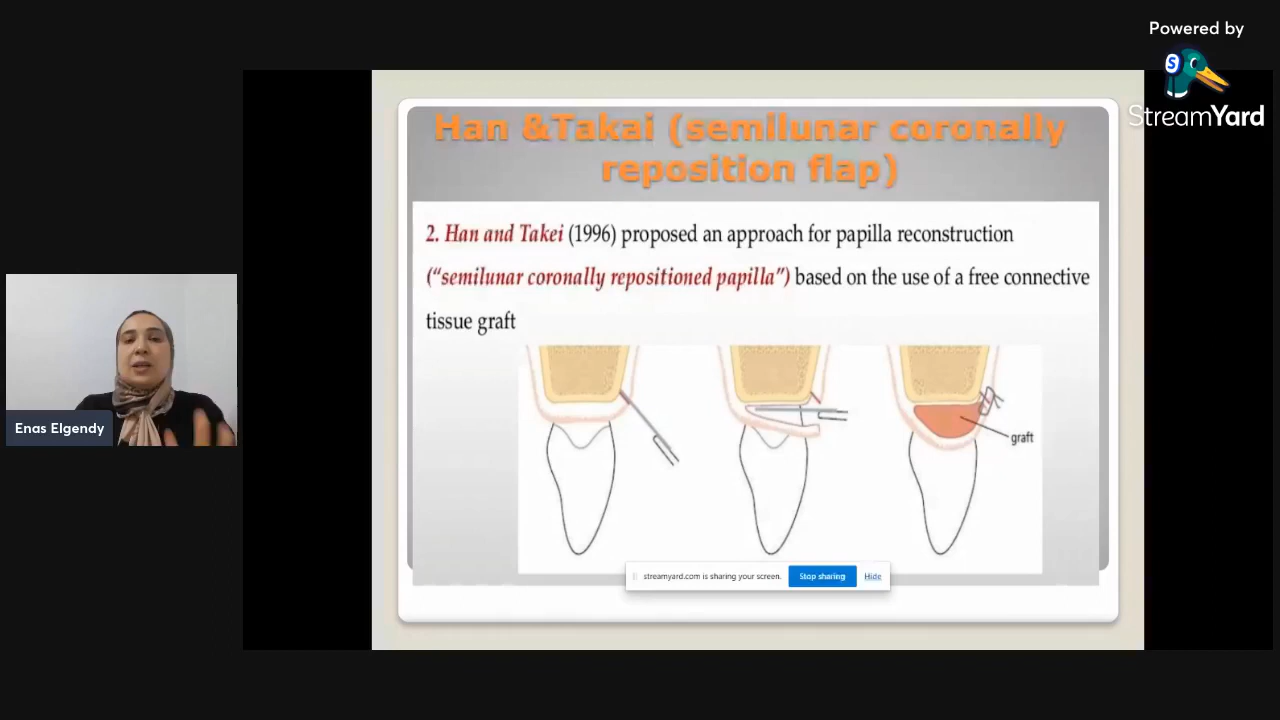 Powered by
StreamYard
Han &Takai (semilunar coronally
reposition flap)
2. Han and Takei (1996) proposed an approach for papilla reconstruction
(“semilunar coronally repositioned papilla”) based on the use of a free connective
tissue graft
graft
Enas Elgendy
streamyard.com is sharing your screen.
Stop sharing
Hide